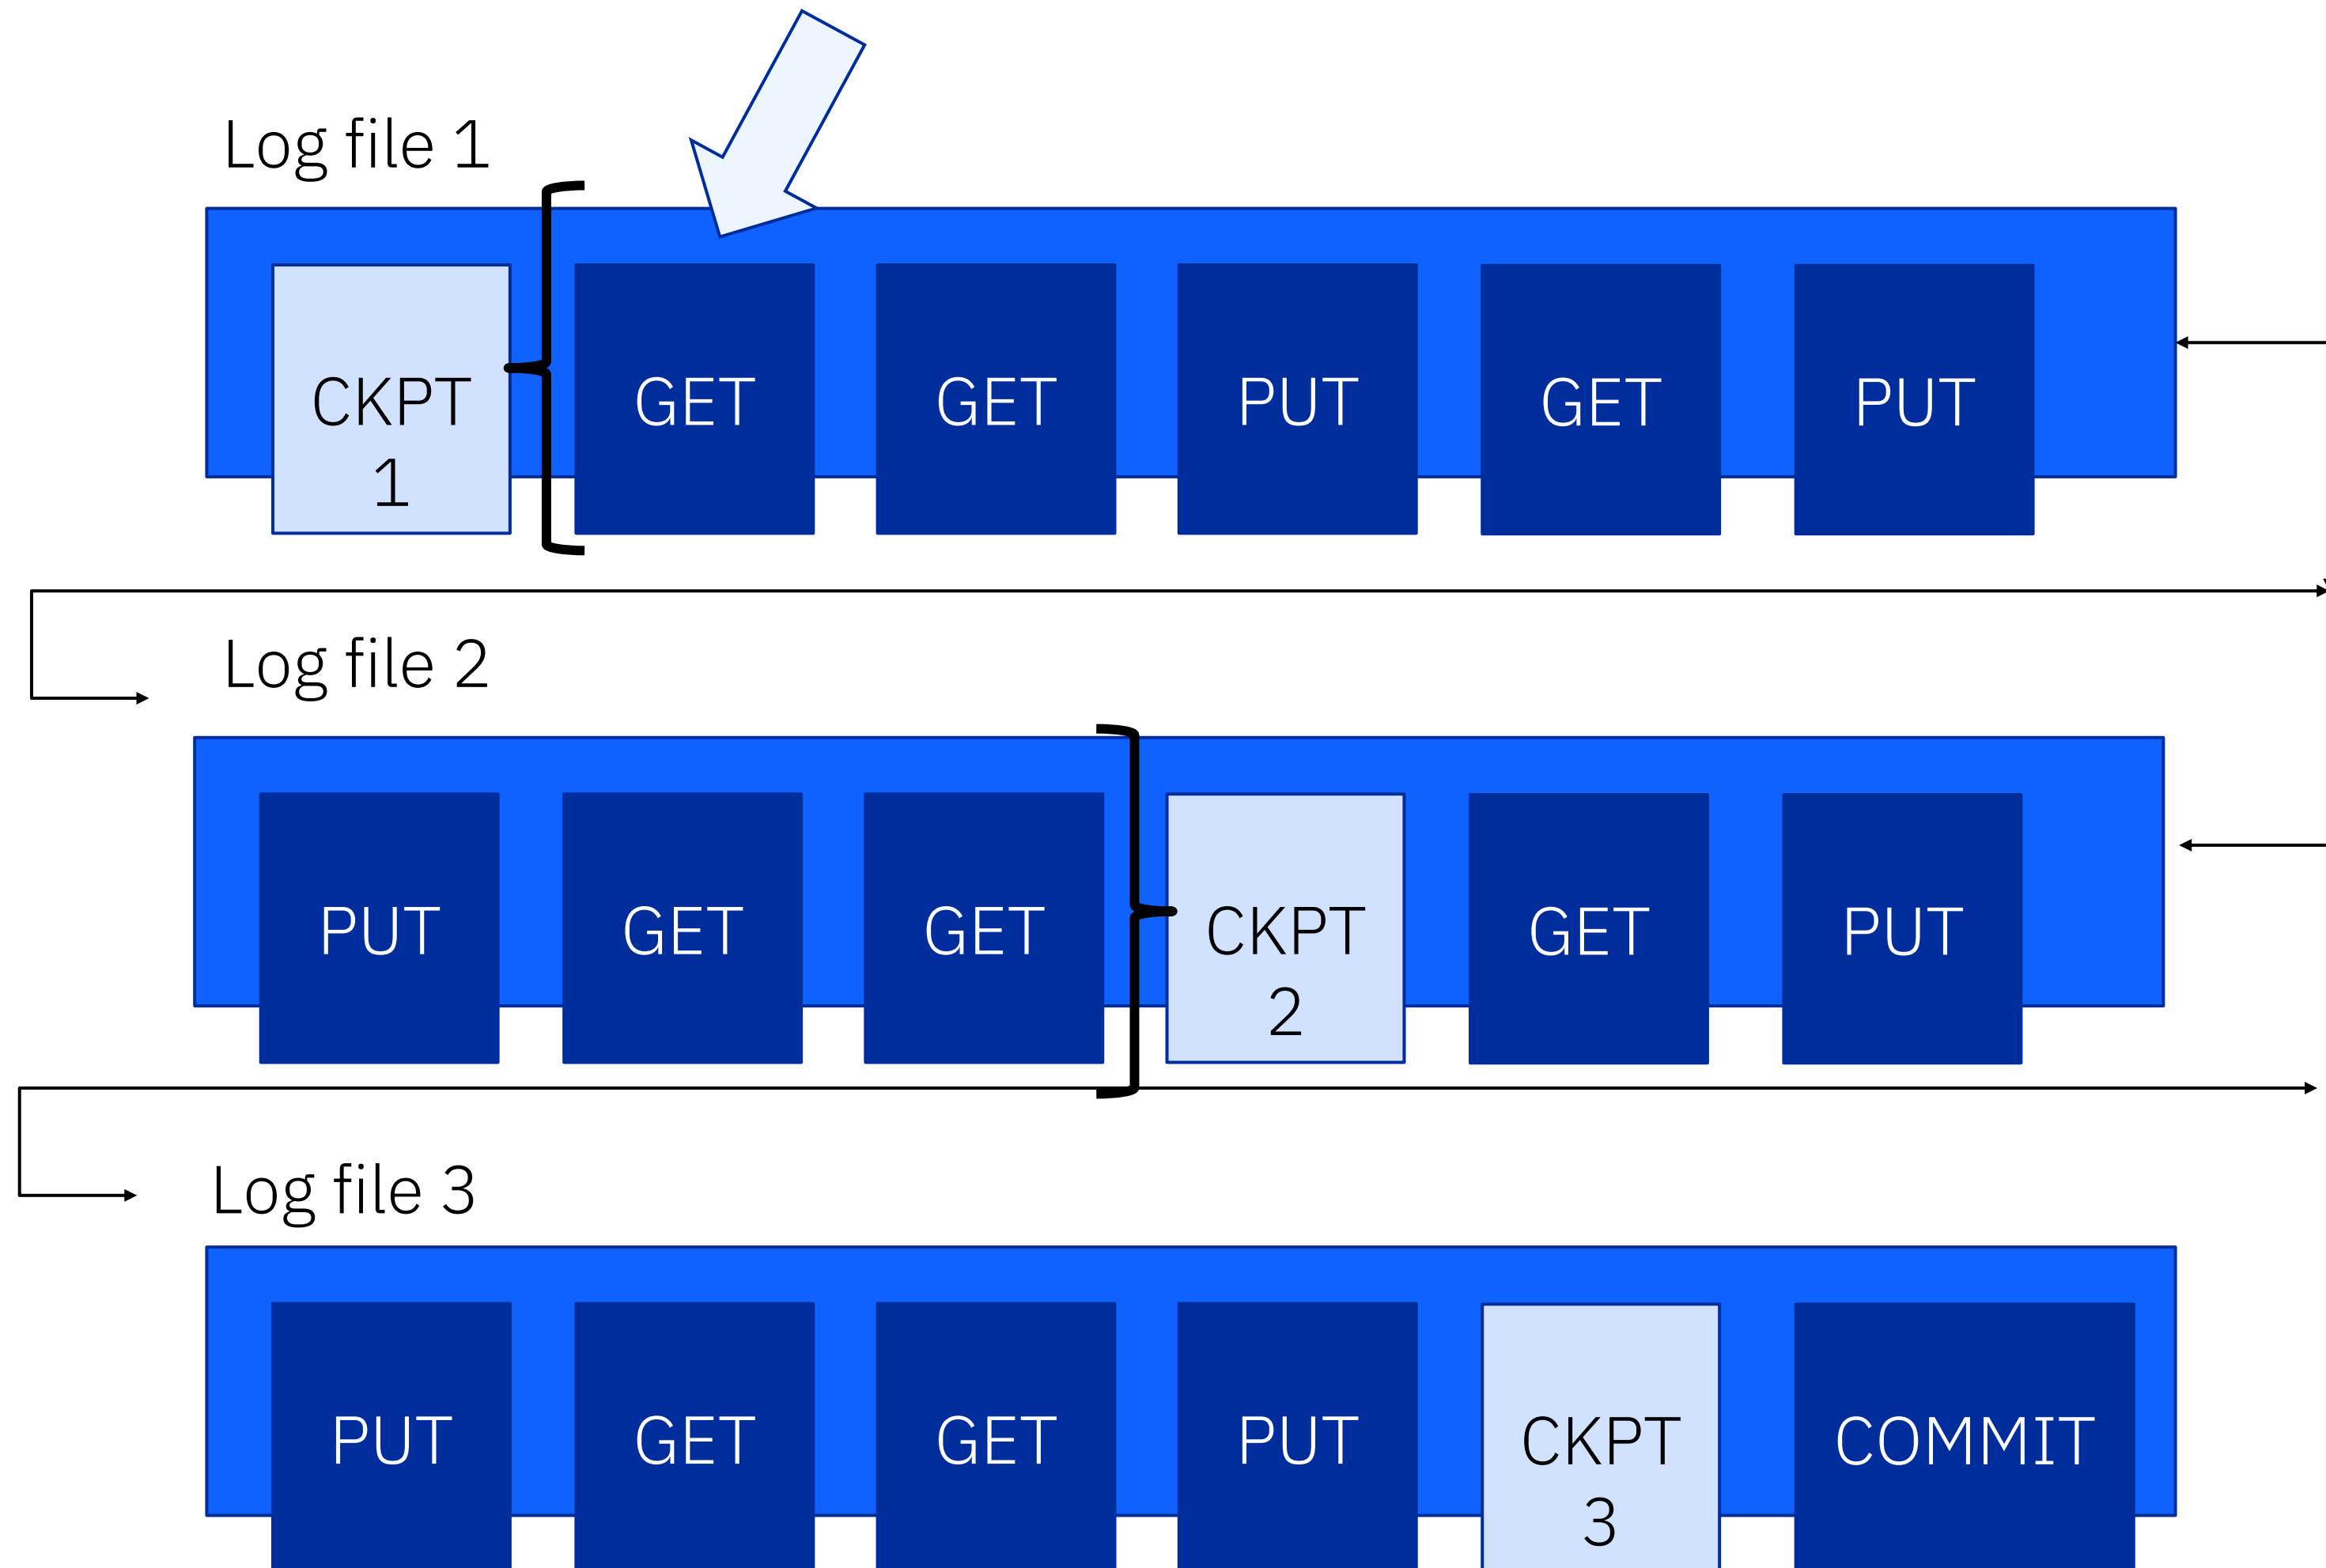 Log file 1
CKPT GET GET PUT GET PUT
1
Log file 2
PUT GET GET CKPT GET PUT
2
Log file 3
PUT GET GET PUT CKPT COMMIT
3